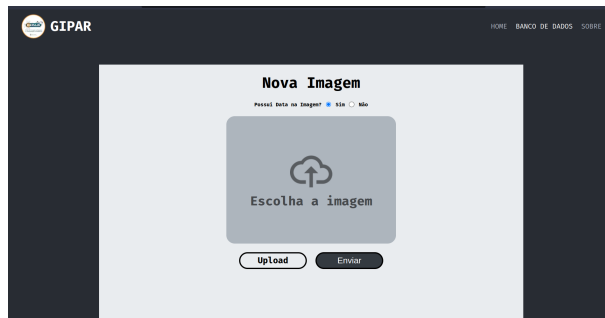 GIPAR
HOME BANCO DE DADOS SOBRE
Nova Imagem
Possui Data na Imagem? Sim Não
Escolha a imagem
Upload Enviar